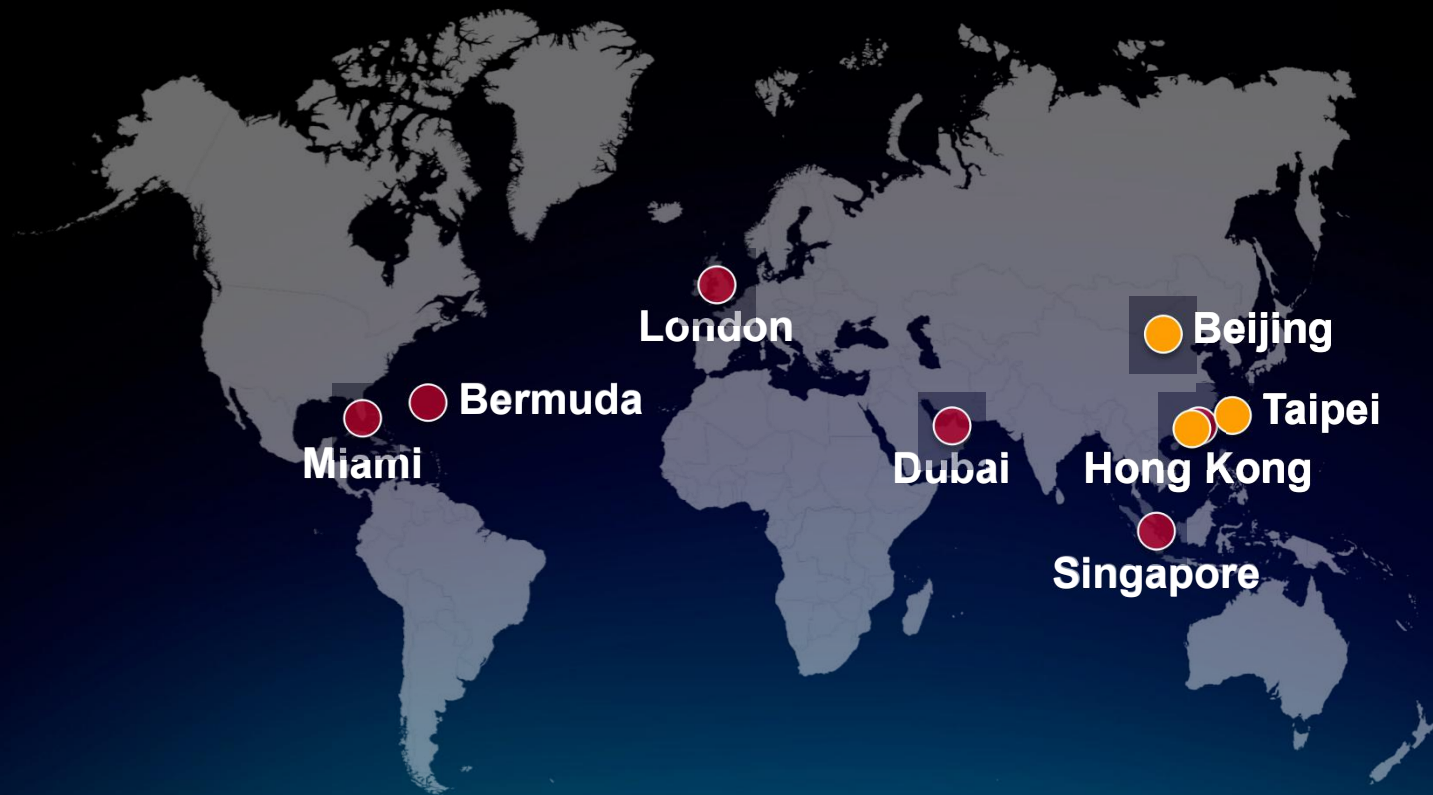 London
Beijing
Bermuda
Taipei
Miami
Dubai
Hong Kong
Singapore